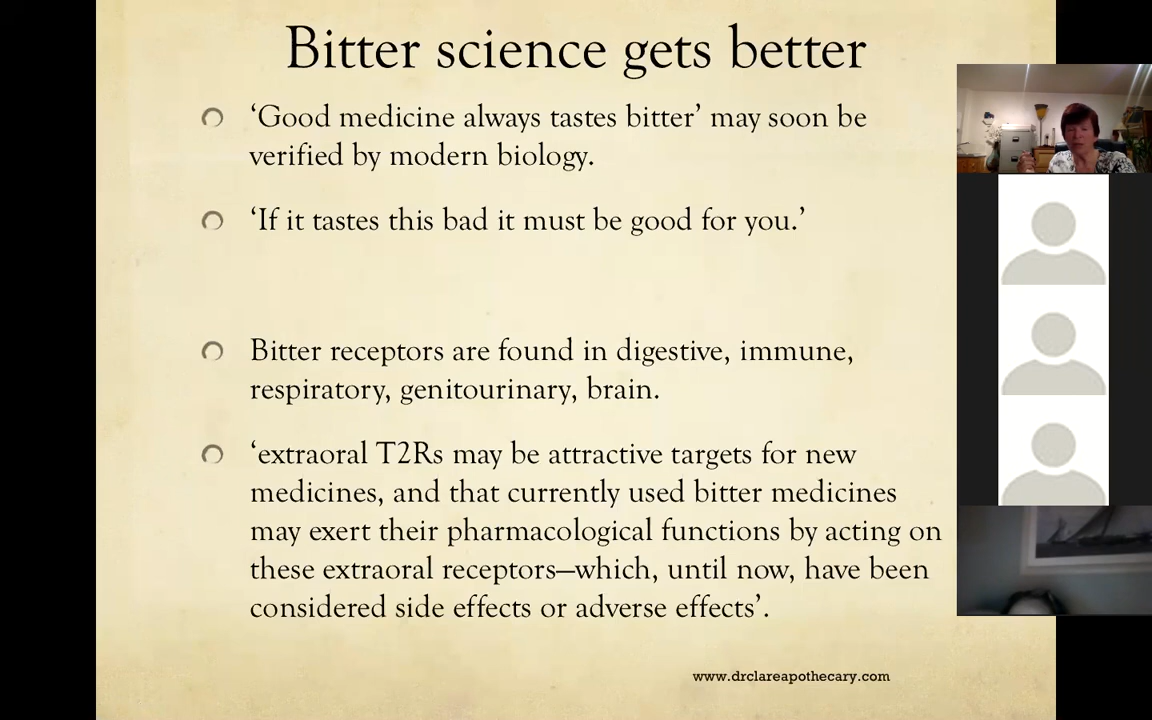 Bitter science gets better
‘Good medicine always tastes bitter’ may soon be
verified by modern biology.
‘If it tastes this bad it must be good for you.’
Bitter receptors are found in digestive, immune,
respiratory, genitourinary, brain.
‘extraoral T2Rs may be attractive targets for new
medicines, and that currently used bitter medicines
may exert their pharmacological functions by acting on
these extraoral receptors—which, until now, have been
considered side effects or adverse effects’.
www.drclareapothecary.com